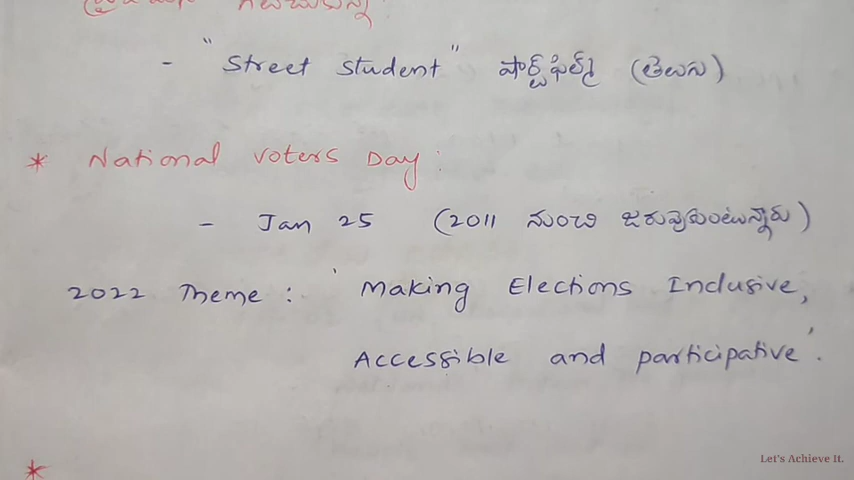 - "Street Student" షార్ట్ ఫిల్మ్ (తెలుగు)
* National Voters Day :
- Jan 25 (2011 నుంచి జరుపుకుంటున్నారు)
2022 Theme : 'Making Elections Inclusive,
Accessible and participative'.
*
Let's Achieve It.